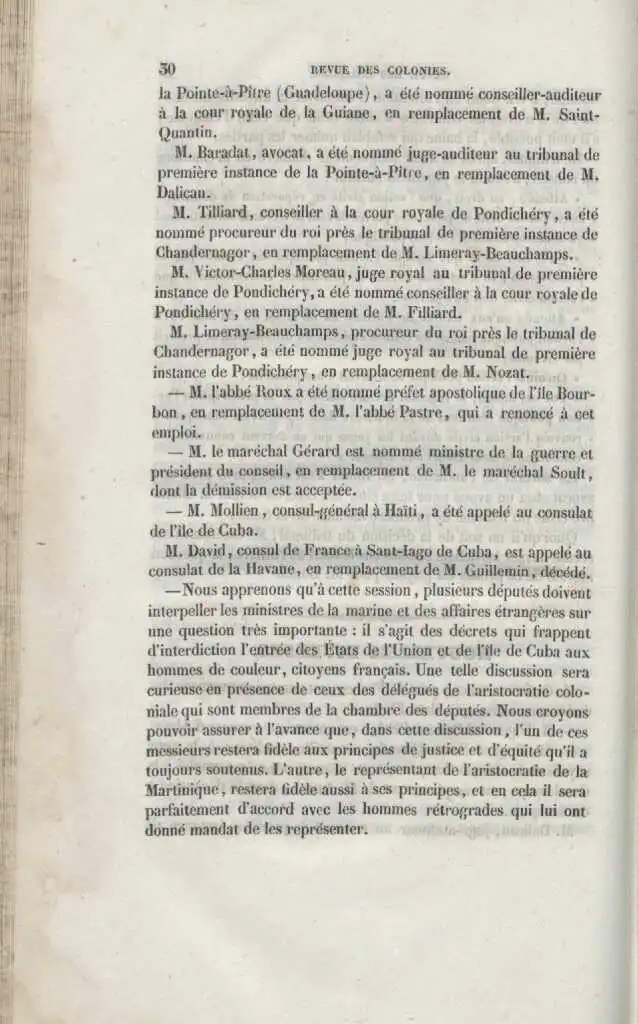 30 REVUE DES COLONIES.
la Pointe-à-Pître (Guadeloupe), a été nommé conseiller-auditeur
à la cour royale de la Guiane, en remplacement de M. Saint-
Quantin.
M. Baradat, avocat, a été nommé juge-auditeur au tribunal de
première instance de la Pointe-à-Pître, en remplacement de M.
Dalican.
M. Tilliard, conseiller à la cour royale de Pondichéry, a été
nommé procureur du roi près le tribunal de première instance de
Chandernagor, en remplacement de M. Limeray-Beauchamps.
M. Victor-Charles Moreau, juge royal au tribunal de première
instance de Pondichéry, a été nommé conseiller à la cour royale de
Pondichéry, en remplacement de M. Filliard.
M. Limeray-Beauchamps, procureur du roi près le tribunal de
Chandernagor, a été nommé juge royal au tribunal de première
instance de Pondichéry, en remplacement de M. Nozat.
— M. l'abbé Roux a été nommé préfet apostolique de l'île Bour-
bon, en remplacement de M. l'abbé Pastre, qui a renoncé à cet
emploi.
— M. le maréchal Gérard est nommé ministre de la guerre et
président du conseil, en remplacement de M. le maréchal Soult,
dont la démission est acceptée.
— M. Mollien, consul-général à Haïti, a été appelé au consulat
de l'île de Cuba.
M. David, consul de France à Sant-Iago de Cuba, est appelé au
consulat de la Havane, en remplacement de M. Guillemin, décédé.
—Nous apprenons qu'à cette session, plusieurs députés doivent
interpeller les ministres de la marine et des affaires étrangères sur
une question très importante : il s'agit des décrets qui frappent
d'interdiction l'entrée des États de l'Union et de l'île de Cuba aux
hommes de couleur, citoyens français. Une telle discussion sera
curieuse en présence de ceux des délégués de l'aristocratie colo-
niale qui sont membres de la chambre des députés. Nous croyons
pouvoir assurer à l'avance que, dans cette discussion, l'un de ces
messieurs restera fidèle aux principes de justice et d'équité qu'il a
toujours soutenus. L'autre, le représentant de l'aristocratie de la
Martinique, restera fidèle aussi à ses principes, et en cela il sera
parfaitement d'accord avec les hommes rétrogrades qui lui ont
donné mandat de les représenter.